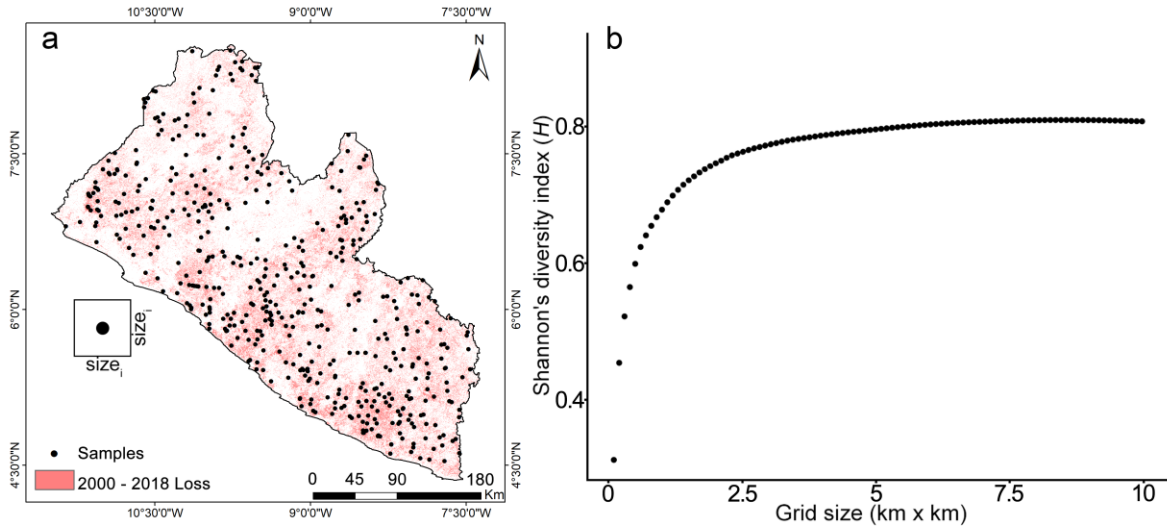 a
10°30'0"W
9°0'0"W
7°30'0"W
N
7°30'0"N
6°0'0"N
4°30'0"N
7°30'0"N
6°0'0"N
4°30'0"N
size_i
size_i
Samples
2000 - 2018 Loss
0 45 90 180
Km
10°30'0"W
9°0'0"W
7°30'0"W
b
Shannon's diversity index (H)
0.8
0.6
0.4
0 2.5 5 7.5 10
Grid size (km x km)